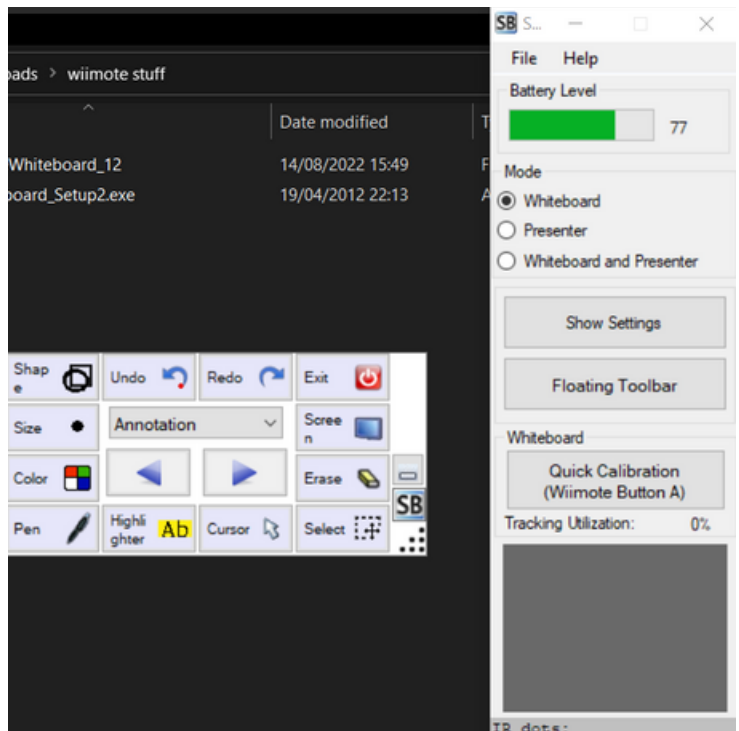 SB S...
File Help
Battery Level
77
Mode
Whiteboard
Presenter
Whiteboard and Presenter
Show Settings
Floating Toolbar
Whiteboard
Quick Calibration
(Wiimote Button A)
Tracking Utilization: 0%
IR dots:
oads > wiimote stuff
Date modified T
Whiteboard_12 14/08/2022 15:49 F
oard_Setup2.exe 19/04/2012 22:13 A
Shap
e
Undo
Redo
Exit
Size
Annotation
Scree
n
Color
Erase
SB
Pen
Highli
ghter
Ab
Cursor
Select